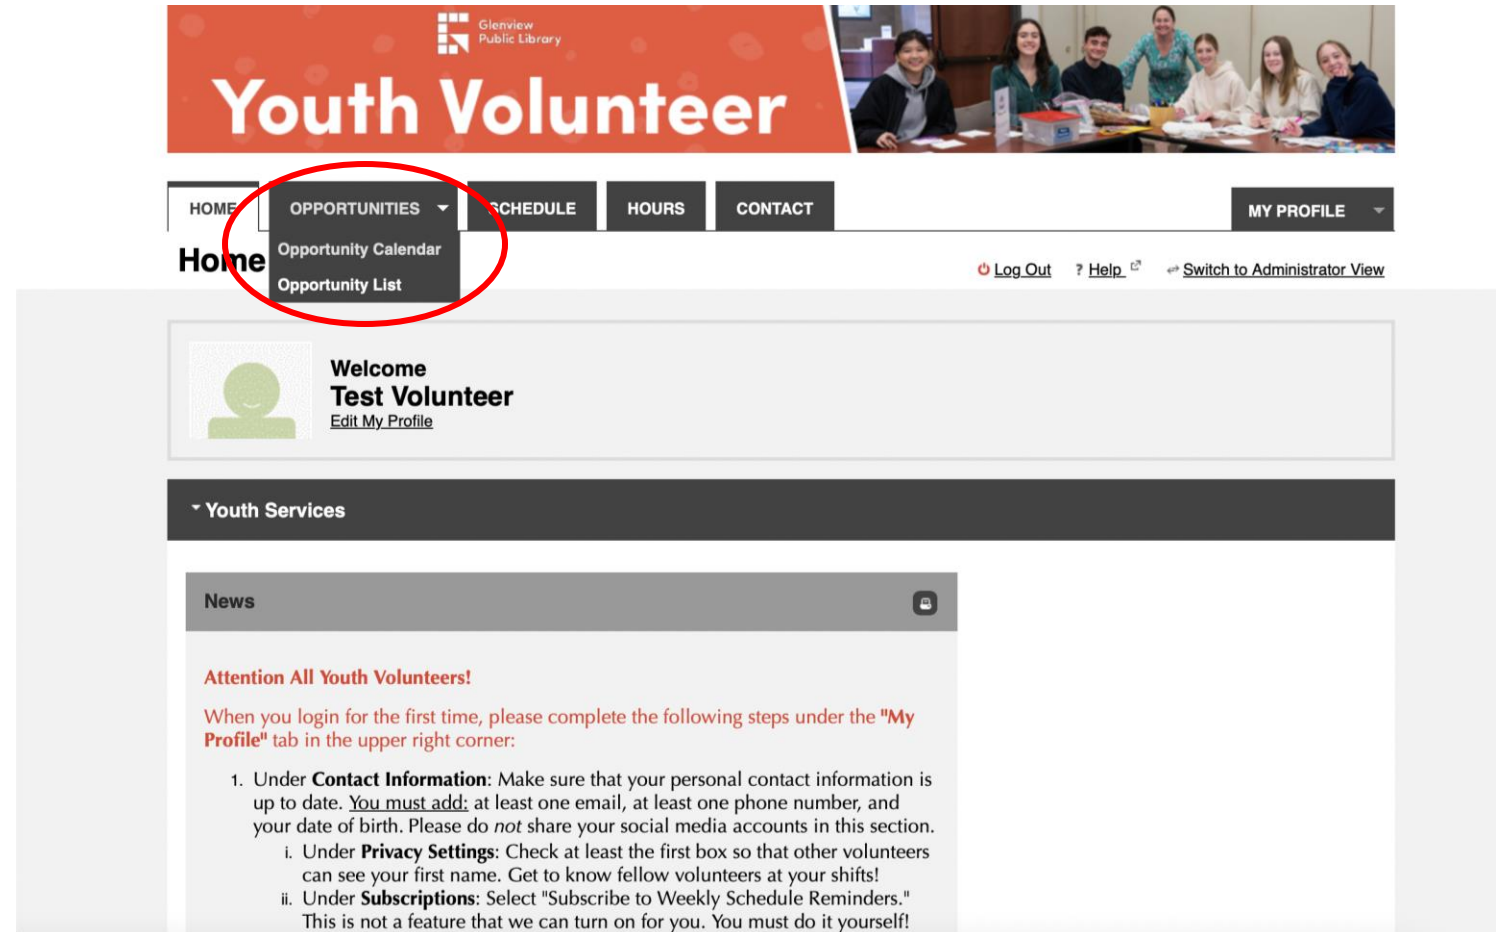 Glenview
Public Library
Youth Volunteer
HOME OPPORTUNITIES SCHEDULE HOURS CONTACT MY PROFILE
Opportunity Calendar
Opportunity List
Home
Log Out ? Help Switch to Administrator View
Welcome
Test Volunteer
Edit My Profile
Youth Services
News
Attention All Youth Volunteers!
When you login for the first time, please complete the following steps under the "My
Profile" tab in the upper right corner:
1. Under Contact Information: Make sure that your personal contact information is
up to date. You must add: at least one email, at least one phone number, and
your date of birth. Please do not share your social media accounts in this section.
i. Under Privacy Settings: Check at least the first box so that other volunteers
can see your first name. Get to know fellow volunteers at your shifts!
ii. Under Subscriptions: Select "Subscribe to Weekly Schedule Reminders."
This is not a feature that we can turn on for you. You must do it yourself!